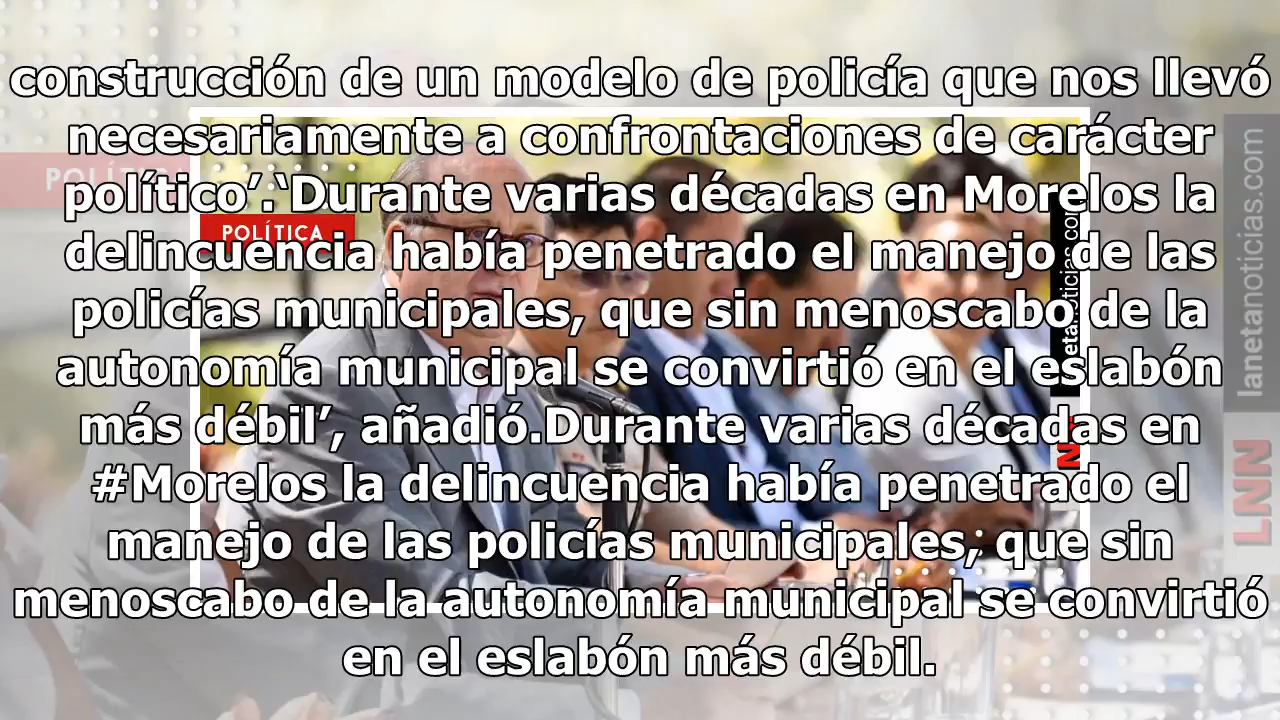 construcción de un modelo de policía que nos llevó
necesariamente a confrontaciones de carácter
político’.‘Durante varias décadas en Morelos la
delincuencia había penetrado el manejo de las
policías municipales, que sin menoscabo de la
autonomía municipal se convirtió en el eslabón
más débil’, añadió.Durante varias décadas en
#Morelos la delincuencia había penetrado el
manejo de las policías municipales, que sin
menoscabo de la autonomía municipal se convirtió
en el eslabón más débil.
POLÍTICA
lanetanoticias.com
LNN